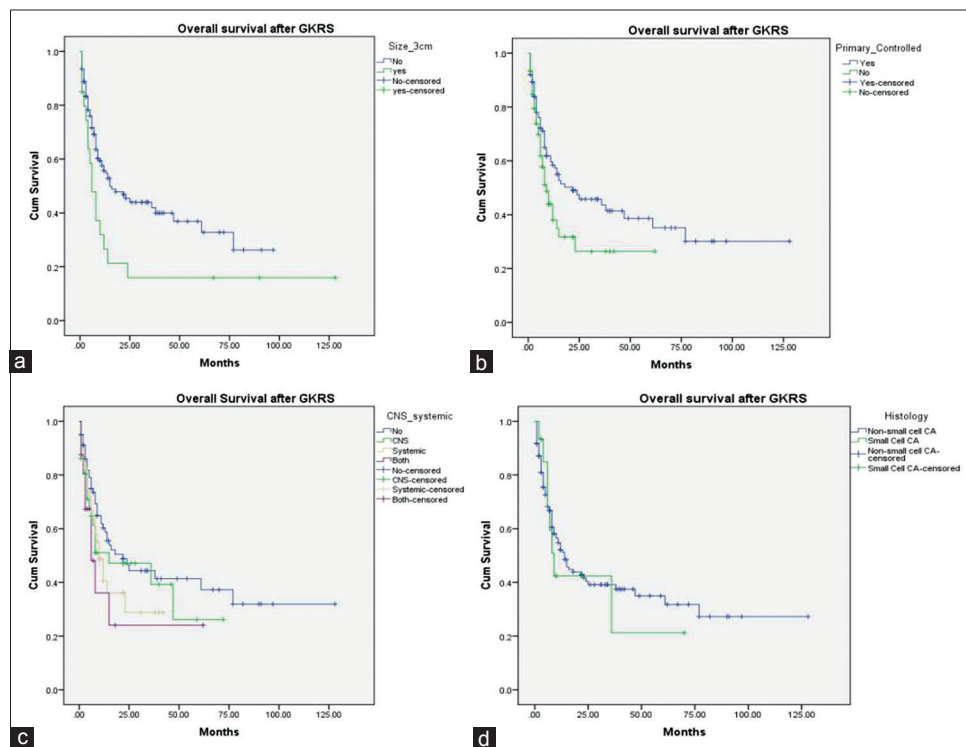 Overall survival after GKRS
Size_3cm
No
yes
No-censored
yes-censored
Cum Survival
1.0
0.8
0.6
0.4
0.2
0.0
.00 25.00 50.00 75.00 100.00 125.00
Months
a
Overall survival after GKRS
Primary_Controlled
Yes
No
Yes-censored
No-censored
Cum Survival
1.0
0.8
0.6
0.4
0.2
0.0
.00 25.00 50.00 75.00 100.00 125.00
Months
b
Overall Survival after GKRS
CNS_systemic
No
CNS
Systemic
Both
No-censored
CNS-censored
Systemic-censored
Both-censored
Cum Survival
1.0
0.8
0.6
0.4
0.2
0.0
.00 25.00 50.00 75.00 100.00 125.00
Months
c
Overall survival after GKRS
Histology
Non-small cell CA
Small Cell CA
Non-small cell CA-
censored
Small Cell CA-censored
Cum Survival
1.0
0.8
0.6
0.4
0.2
0.0
.00 25.00 50.00 75.00 100.00 125.00
Months
d